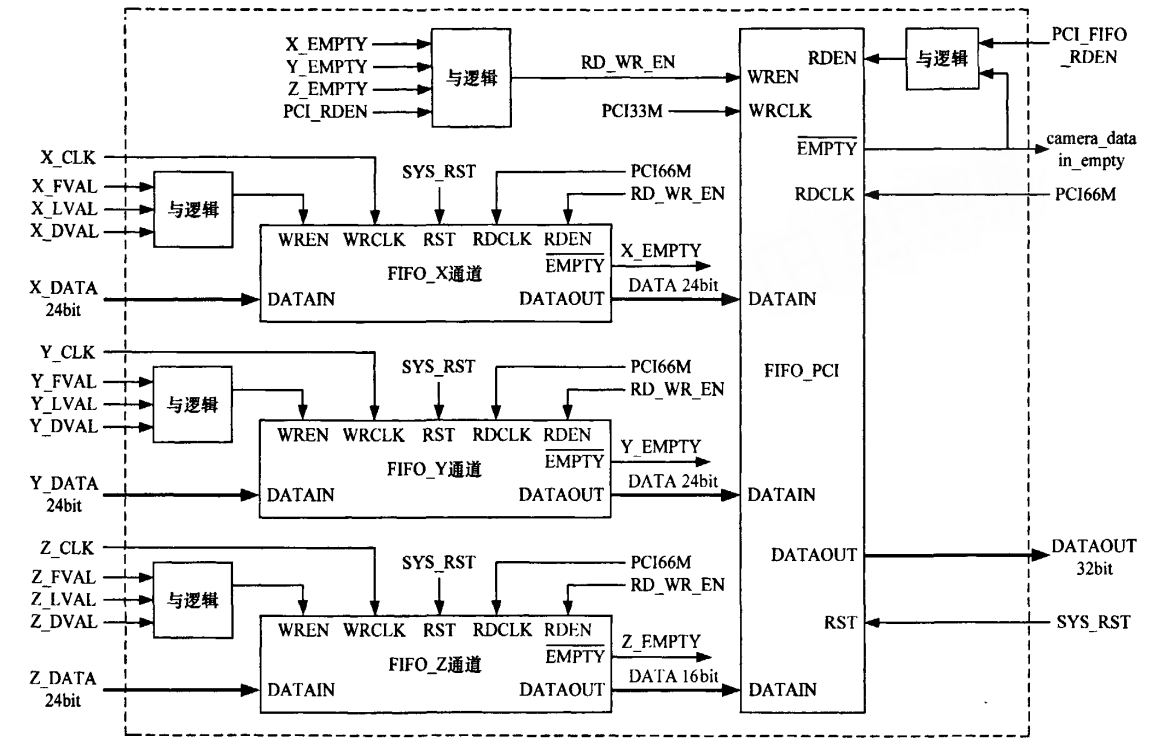 X_EMPTY
Y_EMPTY
Z_EMPTY
PCI_RDEN
与逻辑
RD_WR_EN
PCI33M
WREN
WRCLK
RDEN
与逻辑
PCI_FIFO
_RDEN
EMPTY
camera_data
in_empty
RDCLK
PCI66M
X_CLK
X_FVAL
X_LVAL
X_DVAL
与逻辑
SYS_RST
PCI66M
RD_WR_EN
WREN WRCLK RST RDCLK RDEN
EMPTY
FIFO_X通道
X_EMPTY
X_DATA
24bit
DATAIN
DATAOUT
DATA 24bit
DATAIN
Y_CLK
Y_FVAL
Y_LVAL
Y_DVAL
与逻辑
SYS_RST
PCI66M
RD_WR_EN
FIFO_PCI
WREN WRCLK RST RDCLK RDEN
EMPTY
FIFO_Y通道
Y_EMPTY
Y_DATA
24bit
DATAIN
DATAOUT
DATA 24bit
DATAIN
Z_CLK
Z_FVAL
Z_LVAL
Z_DVAL
与逻辑
SYS_RST
PCI66M
RD_WR_EN
DATAOUT
DATAOUT
32bit
WREN WRCLK RST RDCLK RDEN
EMPTY
FIFO_Z通道
Z_EMPTY
RST
SYS_RST
Z_DATA
24bit
DATAIN
DATAOUT
DATA 16bit
DATAIN